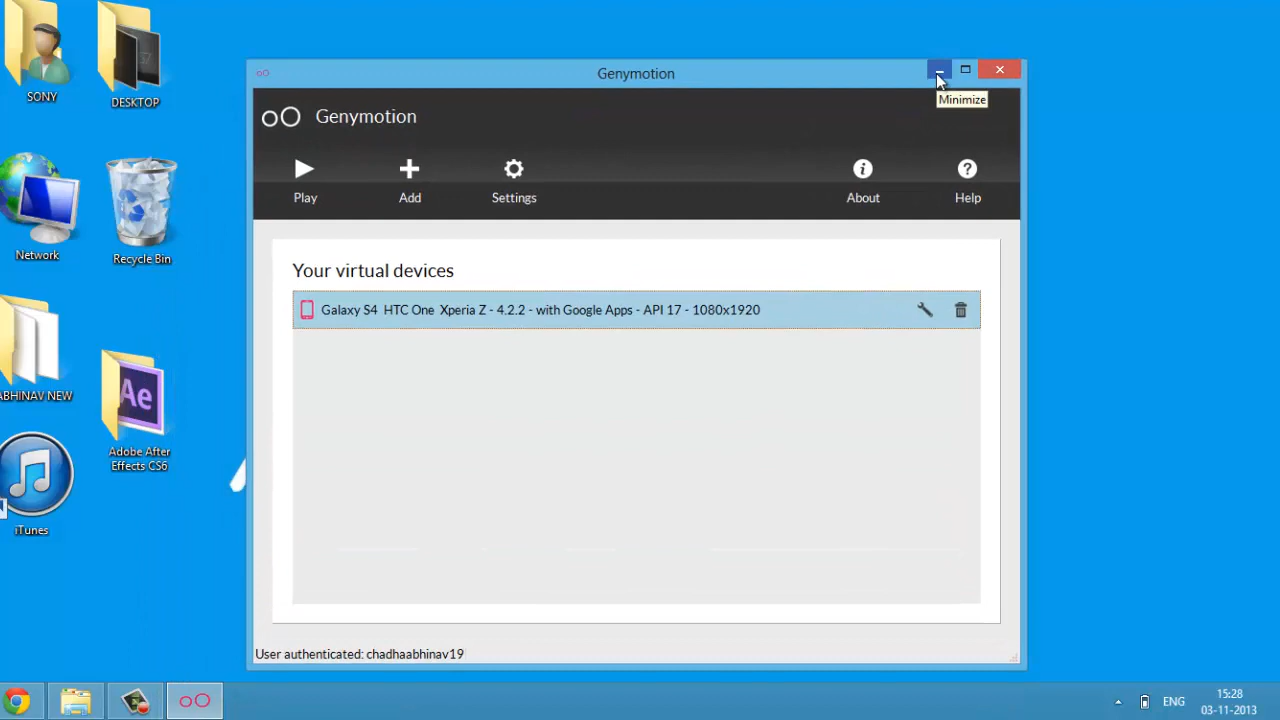 SONY
DESKTOP
Network
Recycle Bin
ABHINAV NEW
Adobe After
Effects CS6
iTunes
Genymotion
Minimize
Genymotion
Play
Add
Settings
About
Help
Your virtual devices
Galaxy S4 HTC One Xperia Z - 4.2.2 - with Google Apps - API 17 - 1080x1920
User authenticated: chadhaabhinav19
ENG
15:28
03-11-2013